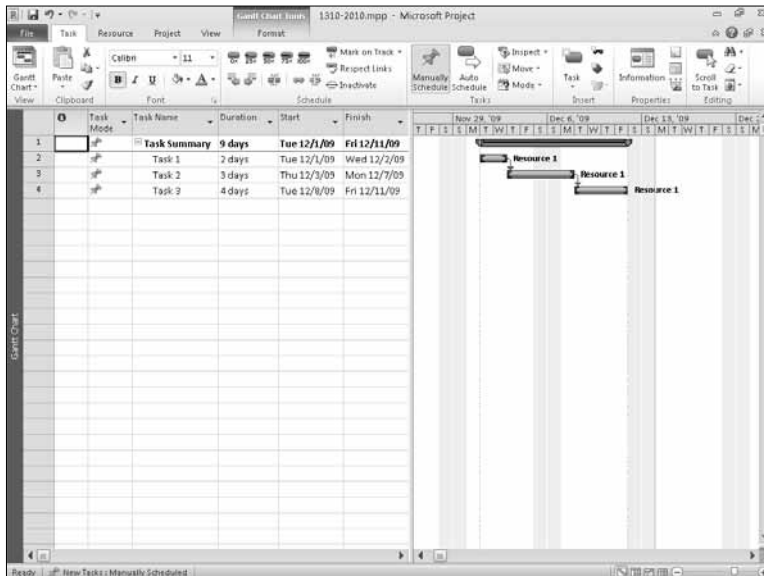 Gantt Chart Tools
1310-2010.mpp - Microsoft Project
File Task Resource Project View Format
Gantt Chart
Paste
Calibri 11
B I U A
Mark on Track
Respect Links
Inactivate
Manually Schedule
Auto Schedule
Inspect
Move
Mode
Task
Information
Scroll to Task
View Clipboard Font Schedule Tasks Insert Properties Editing
Task Mode Task Name Duration Start Finish
Nov 29, '09 Dec 6, '09 Dec 13, '09 Dec
T F S S M T W T F S S M T W T F S S M T W T F S S M
1 Task Summary 9 days Tue 12/1/09 Fri 12/11/09
2 Task 1 2 days Tue 12/1/09 Wed 12/2/09 Resource 1
3 Task 2 3 days Thu 12/3/09 Mon 12/7/09 Resource 1
4 Task 3 4 days Tue 12/8/09 Fri 12/11/09 Resource 1
Gantt Chart
Ready New Tasks : Manually Scheduled